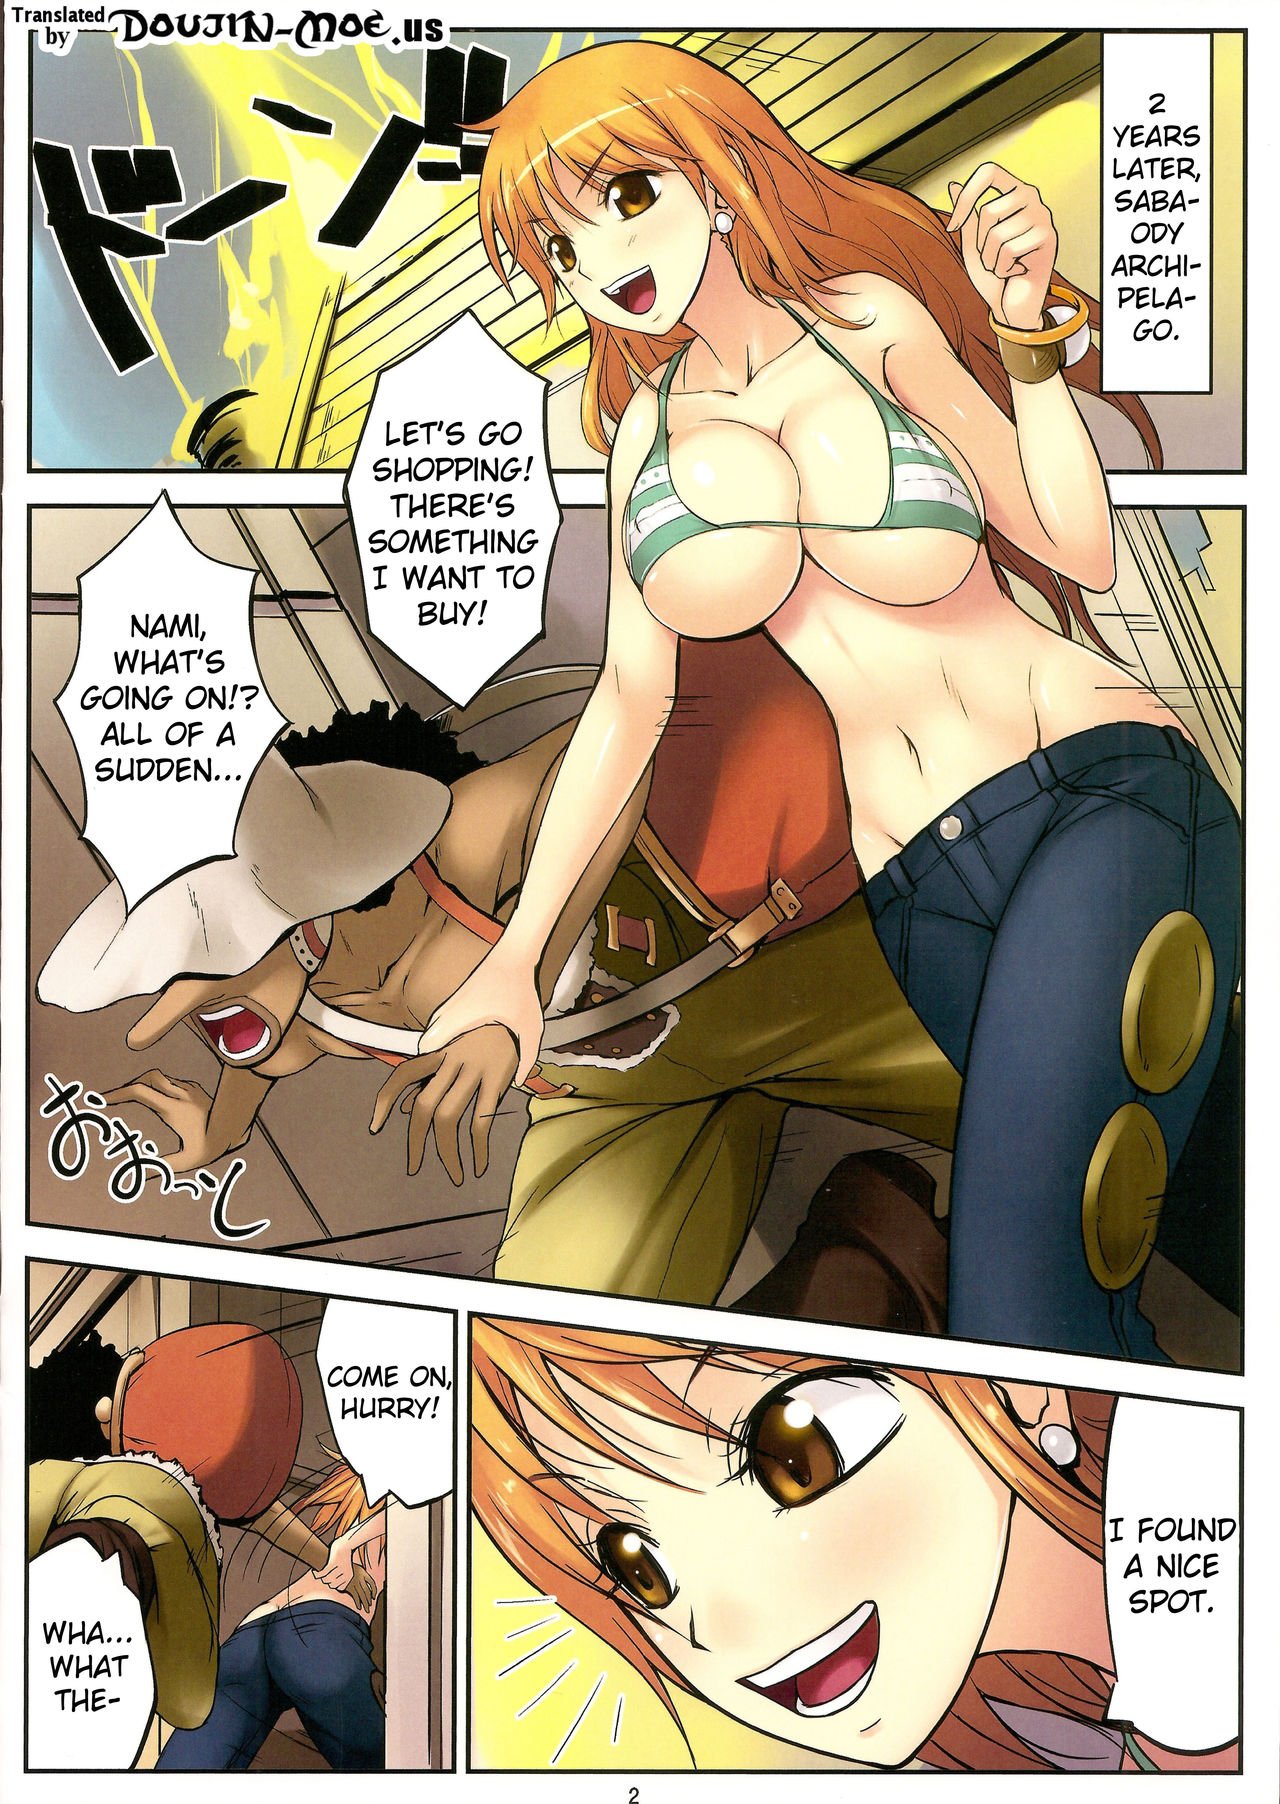 Translated
by DOUJIN-MOE.us
2
YEARS
LATER,
SABA-
ODY
ARCHI-
PELA-
GO.
ドンッ
LET'S GO
SHOPPING!
THERE'S
SOMETHING
I WANT TO
BUY!
NAMI,
WHAT'S
GOING ON!?
ALL OF A
SUDDEN...
おおっっ
I FOUND
A NICE
SPOT.
COME ON,
HURRY!
WHA...
WHAT
THE-
2